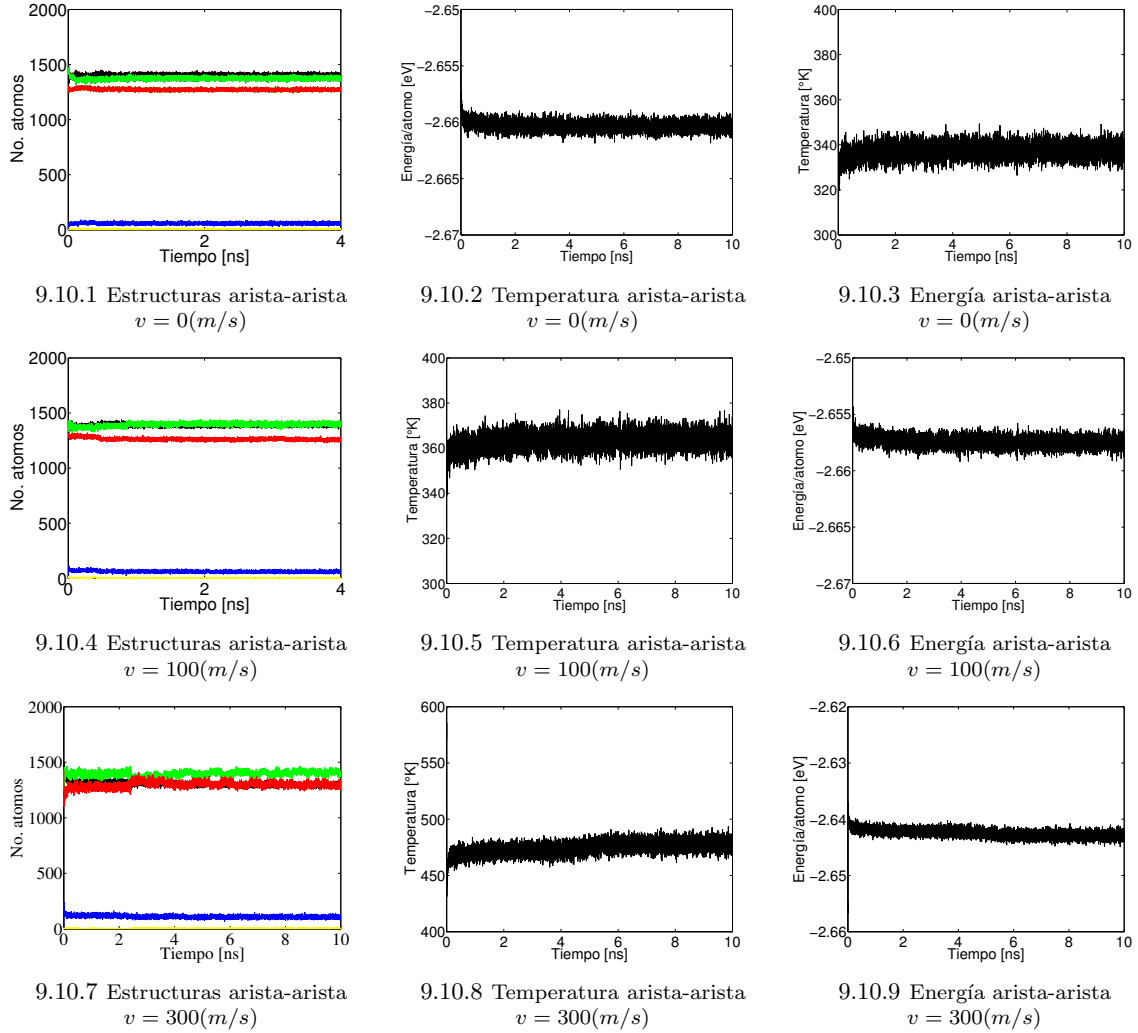 2000
1500
1000
500
0
No. atomos
0 2 4
Tiempo [ns]
9.10.1 Estructuras arista-arista
v = 0(m/s)
−2.65
−2.655
−2.66
−2.665
−2.67
Energía/atomo [eV]
0 2 4 6 8 10
Tiempo [ns]
9.10.2 Temperatura arista-arista
v = 0(m/s)
400
380
360
340
320
300
Temperatura [°K]
0 2 4 6 8 10
Tiempo [ns]
9.10.3 Energía arista-arista
v = 0(m/s)
2000
1500
1000
500
0
No. atomos
0 2 4
Tiempo [ns]
9.10.4 Estructuras arista-arista
v = 100(m/s)
400
380
360
340
320
300
Temperatura [°K]
0 2 4 6 8 10
Tiempo [ns]
9.10.5 Temperatura arista-arista
v = 100(m/s)
−2.65
−2.655
−2.66
−2.665
−2.67
Energía/atomo [eV]
0 2 4 6 8 10
Tiempo [ns]
9.10.6 Energía arista-arista
v = 100(m/s)
2000
1500
1000
500
0
No. atomos
0 2 4 6 8 10
Tiempo [ns]
9.10.7 Estructuras arista-arista
v = 300(m/s)
600
550
500
450
400
Temperatura [°K]
0 2 4 6 8 10
Tiempo [ns]
9.10.8 Temperatura arista-arista
v = 300(m/s)
−2.62
−2.63
−2.64
−2.65
−2.66
Energía/atomo [eV]
0 2 4 6 8 10
Tiempo [ns]
9.10.9 Energía arista-arista
v = 300(m/s)